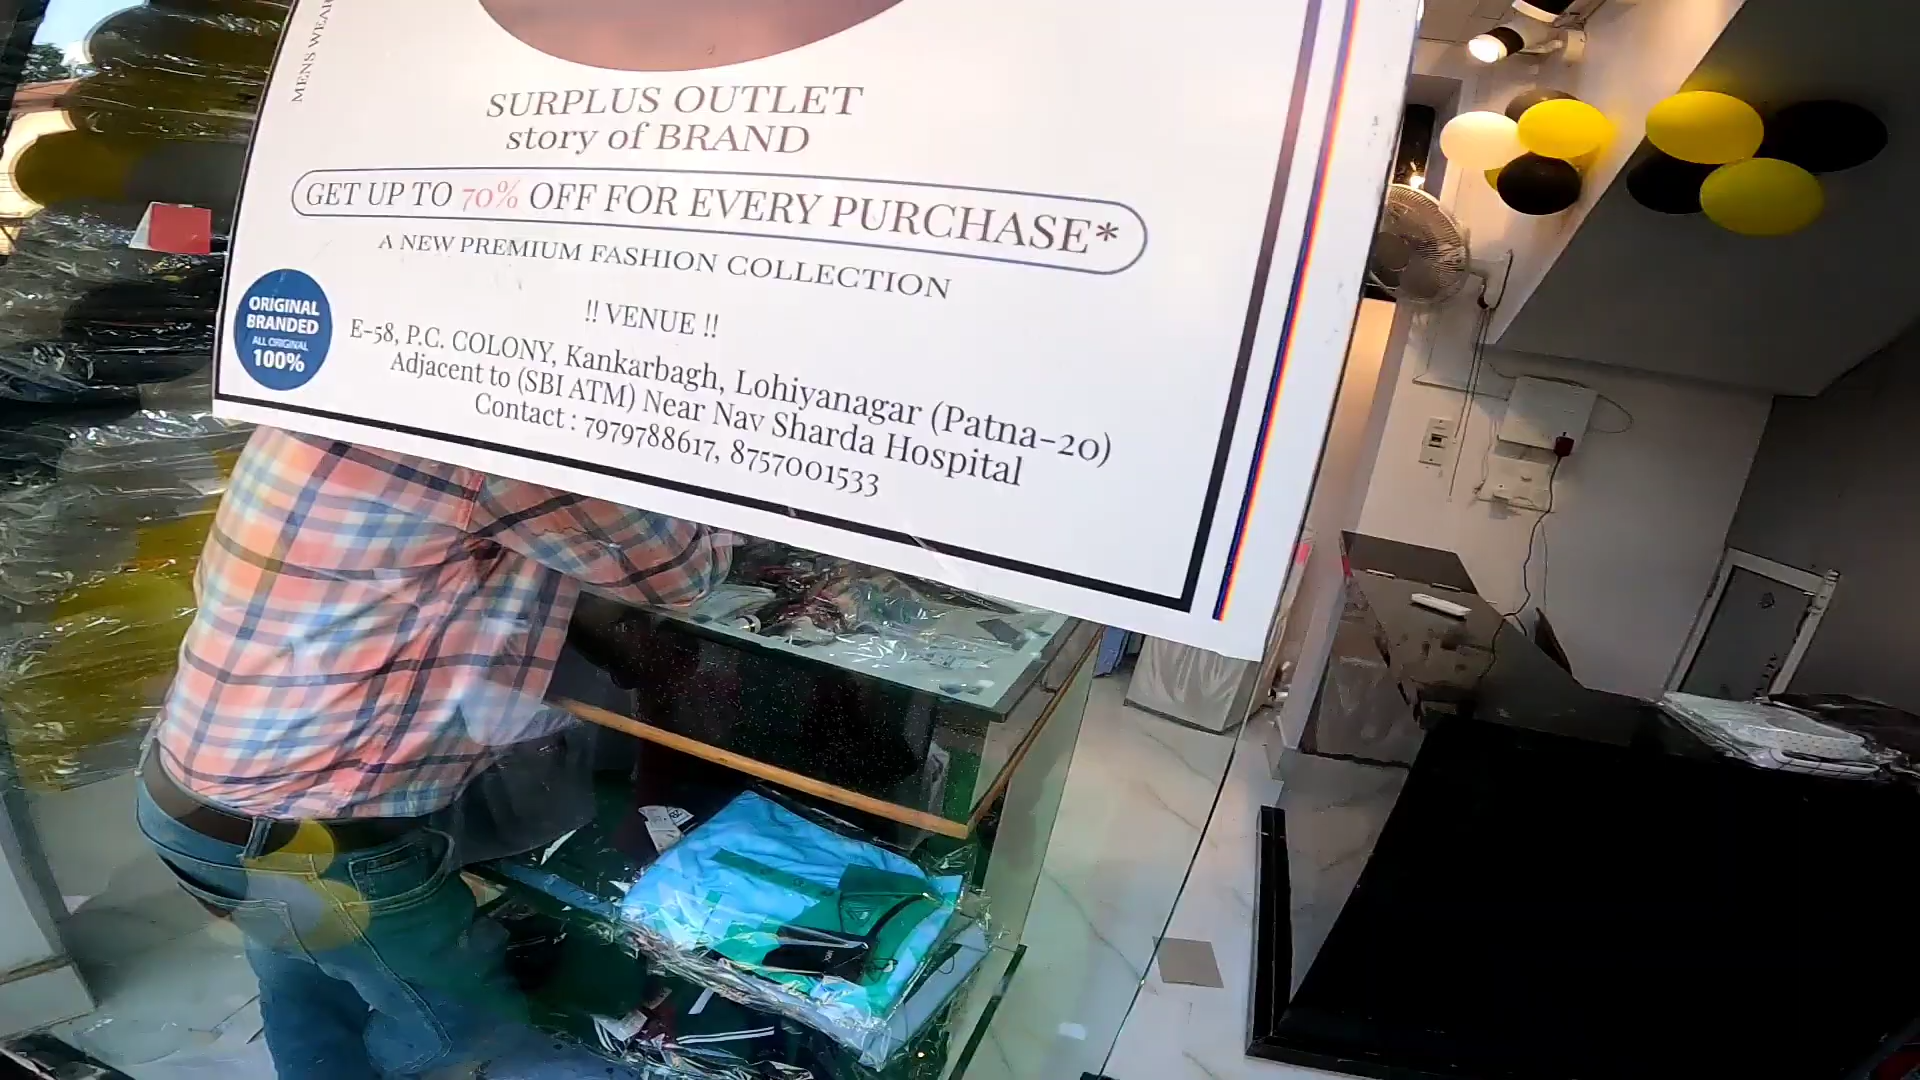 MENS WEAR
SURPLUS OUTLET
story of BRAND
GET UP TO 70% OFF FOR EVERY PURCHASE*
A NEW PREMIUM FASHION COLLECTION
ORIGINAL
BRANDED
ALL ORIGINAL
100%
!! VENUE !!
E-58, P.C. COLONY, Kankarbagh, Lohiyanagar (Patna-20)
Adjacent to (SBI ATM) Near Nav Sharda Hospital
Contact : 7979788617, 8757001533